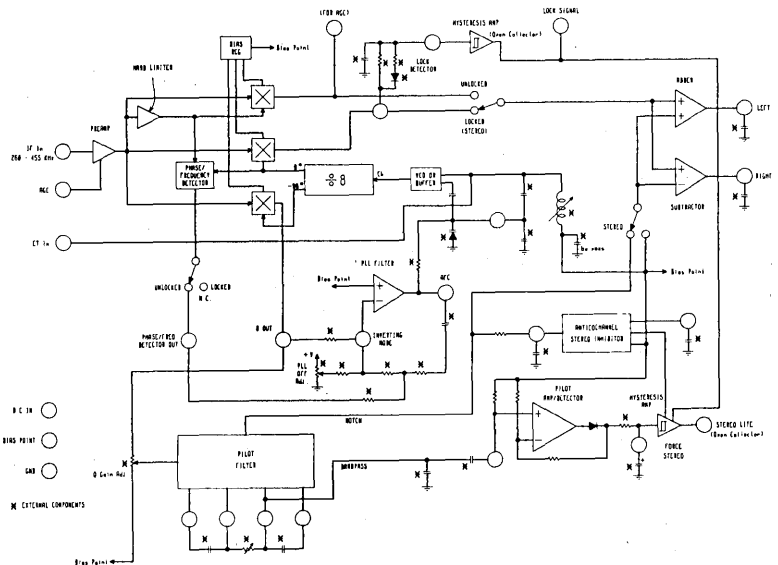 (FOR AGC)
LOCK SIGNAL
HYSTERESIS AMP
(Open Collector)
BIAS
REG
Bias Point
LOCK
DETECTOR
HARD LIMITER
UNLOCKED
LOCKED
(STEREO)
ADDER
LEFT
PREAMP
IF In
260 - 455 KHz
PHASE/
FREQUENCY
DETECTOR
÷8
Ck
VCO OR
BUFFER
RIGHT
AGC
SUBTRACTOR
STEREO
CT In
Bias Point
UNLOCKED
LOCKED
N.C.
Bias Point
PLL FILTER
AFC
PHASE/FREQ
DETECTOR OUT
Q OUT
INVERTING
NODE
ANTICOCHANNEL
STEREO INHIBITOR
+V
PLL
OFF
Adj.
PILOT
AMP/DETECTOR
HYSTERESIS
AMP
D C IN
BIAS POINT
GND
NOTCH
STEREO LITE
(Open Collector)
FORCE
STEREO
PILOT
FILTER
BANDPASS
Q Gain Adj
EXTERNAL COMPONENTS
Bias Point